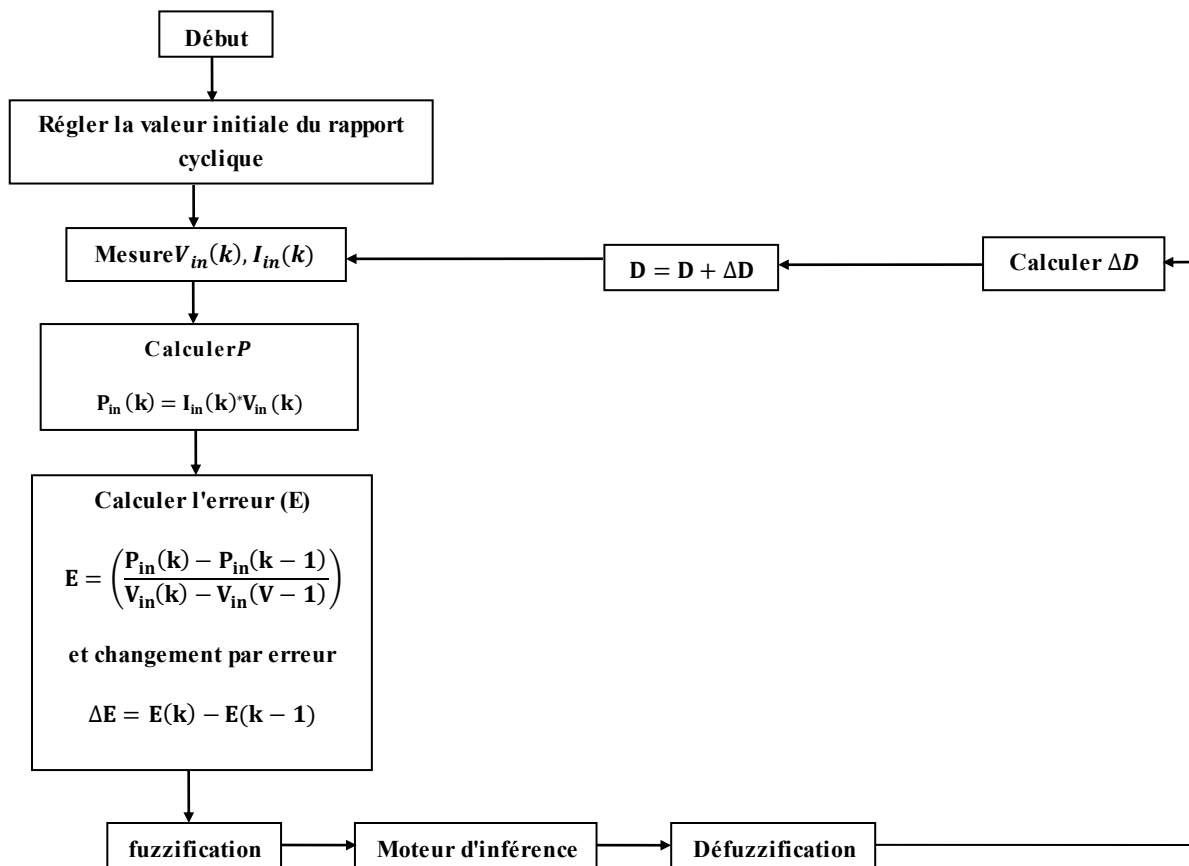 Début
Régler la valeur initiale du rapport
cyclique
Mesure V_in(k), I_in(k)
D = D + ΔD
Calculer ΔD
Calculer P
P_in(k) = I_in(k)*V_in(k)
Calculer l'erreur (E)
E = (P_in(k) − P_in(k − 1) / V_in(k) − V_in(V − 1))
et changement par erreur
ΔE = E(k) − E(k − 1)
fuzzification
Moteur d'inférence
Défuzzification